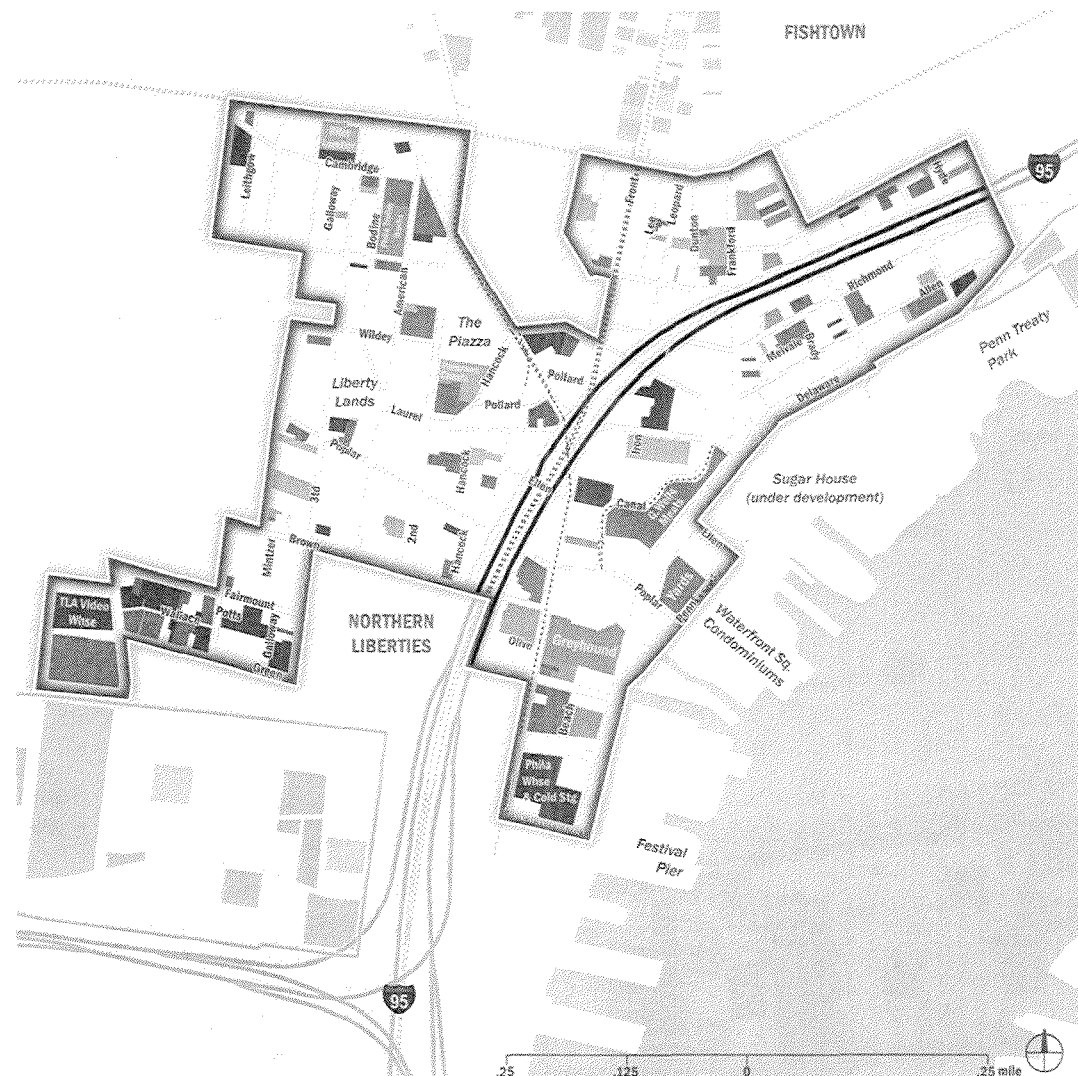 FISHTOWN
95
Hyde
Leithgow
Cambridge
Galloway
Bodine
American
Front
Lee
Leopard
Dunton
Frankford
Richmond
Allen
Wildey
The
Piazza
Hancock
Pollard
Melvale
Brady
Penn Treaty
Park
Liberty
Lands
Laurel
Pollard
Delaware
Poplar
Hancock
Iron
3rd
Ellen
Canal
Sugar House
(under development)
Mintzer
Brown
2nd
Hancock
TLA Video
Whse
Wallace
Fairmount
Potts
Galloway
Green
NORTHERN
LIBERTIES
Poplar
Penn
Olive
Greyhound
Waterfront Sq.
Condominiums
Beach
Phila
Whse
& Cold Stg
Festival
Pier
95
.25
.125
0
.25 mile